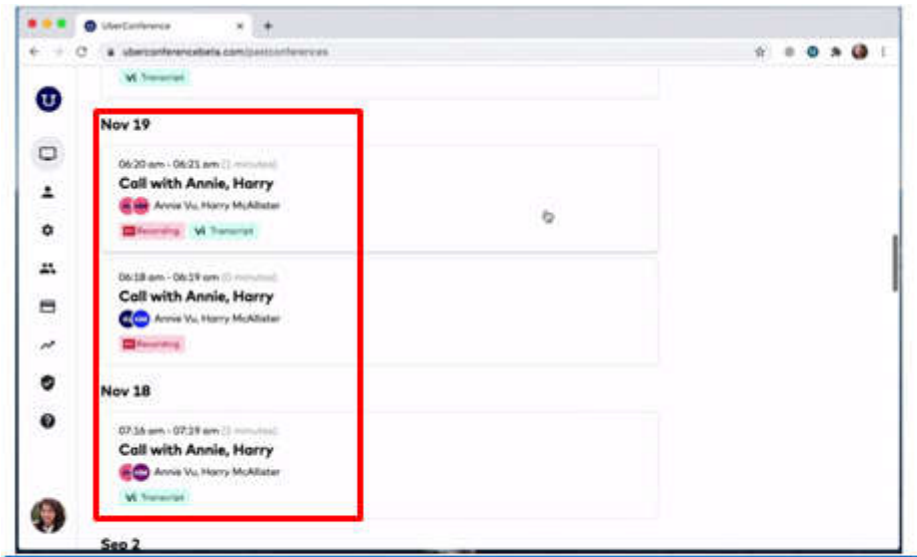 UberConference
uberconferencebeta.com/pastconferences
Vi Transcript
Nov 19
06:20 am - 06:21 am (1 minutes)
Call with Annie, Harry
Annie Vu, Harry McAllister
Recording Vi Transcript
06:18 am - 06:19 am (0 minutes)
Call with Annie, Harry
Annie Vu, Harry McAllister
Recording
Nov 18
07:16 am - 07:19 am
Call with Annie, Harry
Annie Vu, Harry McAllister
Vi Transcript
Sep 2